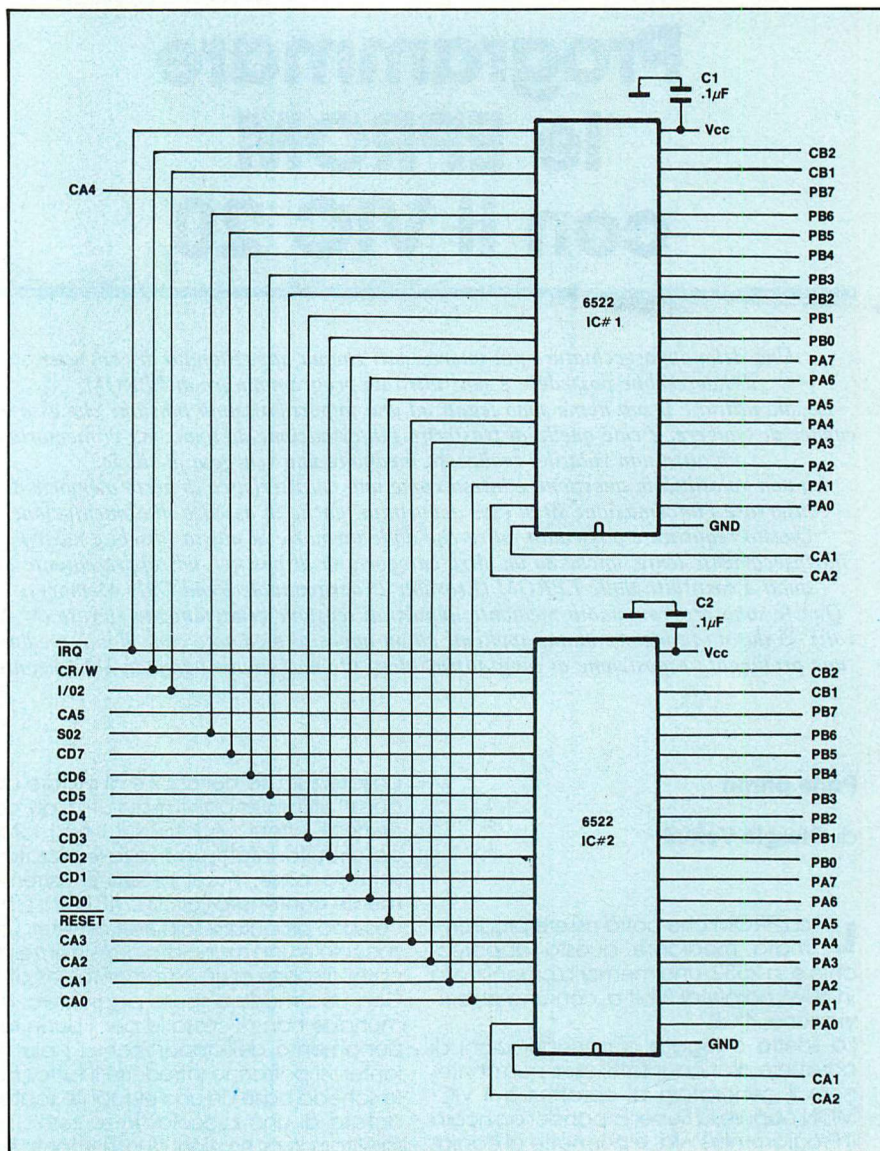 C1
.1µF
Vcc
CB2
CB1
PB7
CA4
PB6
PB5
PB4
PB3
PB2
PB1
PB0
PA7
PA6
PA5
PA4
PA3
PA2
PA1
PA0
6522
IC#1
GND
CA1
CA2
C2
.1µF
Vcc
IRQ
CR/W
I/02
CA5
S02
CD7
CD6
CD5
CD4
CD3
CD2
CD1
CD0
RESET
CA3
CA2
CA1
CA0
CB2
CB1
PB7
PB6
PB5
PB4
PB3
PB2
PB1
PB0
PA7
PA6
PA5
PA4
PA3
PA2
PA1
PA0
6522
IC#2
GND
CA1
CA2